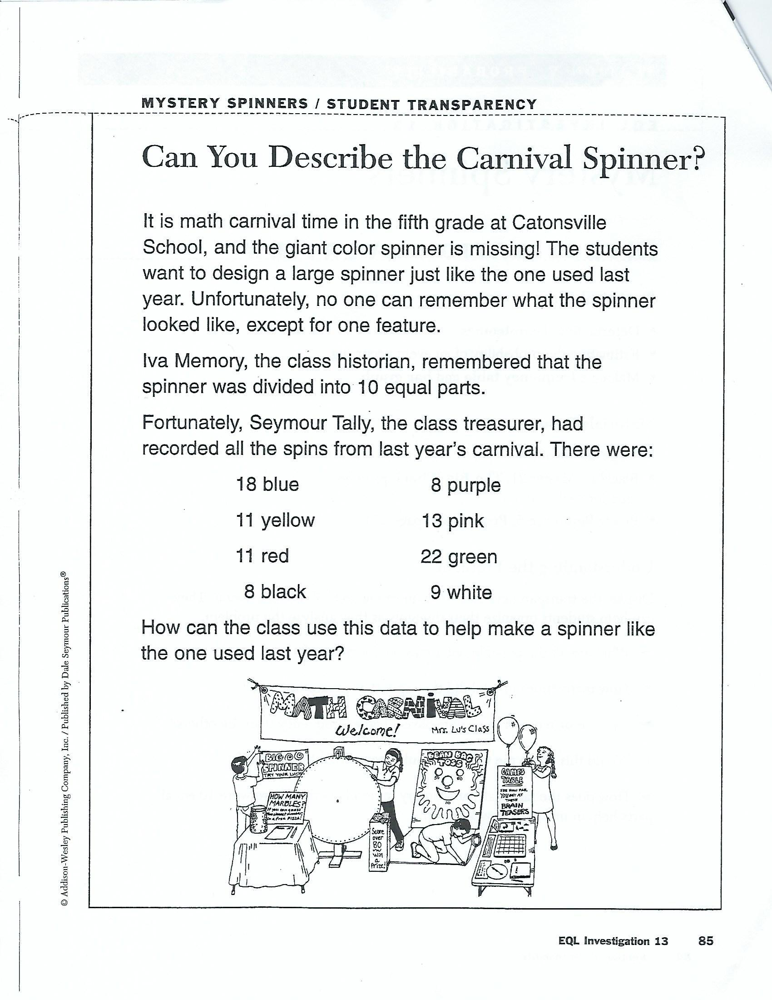 MYSTERY SPINNERS / STUDENT TRANSPARENCY
Can You Describe the Carnival Spinner?
It is math carnival time in the fifth grade at Catonsville
School, and the giant color spinner is missing! The students
want to design a large spinner just like the one used last
year. Unfortunately, no one can remember what the spinner
looked like, except for one feature.
Iva Memory, the class historian, remembered that the
spinner was divided into 10 equal parts.
Fortunately, Seymour Tally, the class treasurer, had
recorded all the spins from last year's carnival. There were:
18 blue 8 purple
11 yellow 13 pink
11 red 22 green
8 black 9 white
How can the class use this data to help make a spinner like
the one used last year?
MATH CARNiVAL
Welcome! Mrs. Lu's Class
BIG
SPINNER
TRY YOUR LUCK
HOW MANY
MARBLES?
If you can guess
the closest number
a free PIZZA!
Score
over
80
win
a
Prize!
BEAN BAG
TOSS
50 50
10
GAMES
TABLE
SEE HOW FAR
YOU GET AT
THESE
BRAIN
TEASERS
© Addison-Wesley Publishing Company, Inc. / Published by Dale Seymour Publications®
EQL Investigation 13 85